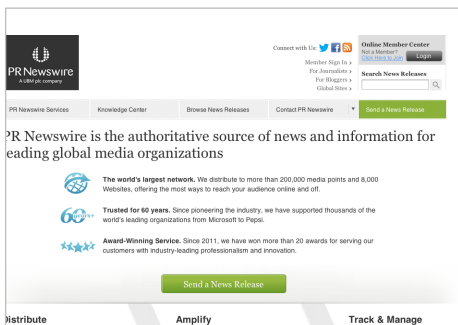 Connect with Us:
Online Member Center
Not a Member?
Click Here to Join
Login
PR Newswire
A UBM plc company
Member Sign In >
For Journalists >
For Bloggers >
Global Sites >
Search News Releases
PR Newswire Services
Knowledge Center
Browse News Releases
Contact PR Newswire
Send a News Release
PR Newswire is the authoritative source of news and information for
leading global media organizations
The world's largest network. We distribute to more than 200,000 media points and 8,000
Websites, offering the most ways to reach your audience online and off.
60 years+
Trusted for 60 years. Since pioneering the industry, we have supported thousands of the
world's leading organizations from Microsoft to Pepsi.
Award-Winning Service. Since 2011, we have won more than 20 awards for serving our
customers with industry-leading professionalism and innovation.
Send a News Release
Distribute
Amplify
Track & Manage